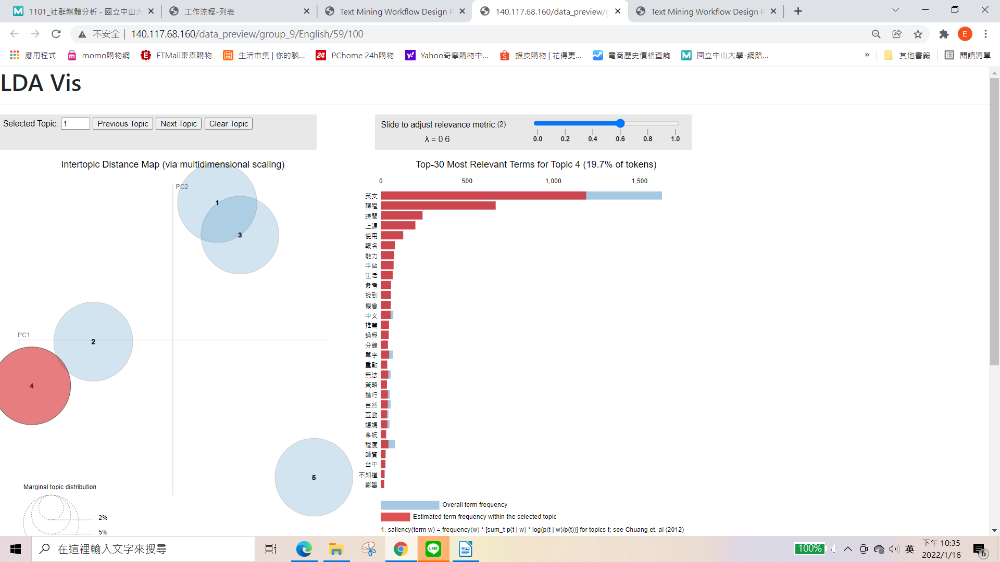 1101_社群媒體分析 - 國立中山大
工作流程-列表
Text Mining Workflow Design P
140.117.68.160/data_preview/g
Text Mining Workflow Design P
不安全 | 140.117.68.160/data_preview/group_9/English/59/100
E
應用程式
momo購物網
ETMall東森購物
生活市集 | 你的腦...
PChome 24h購物
Yahoo奇摩購物中...
蝦皮購物 | 花得更...
電商歷史價格查詢
國立中山大學-網路...
»
其他書籤
閱讀清單
LDA Vis
Selected Topic: 1 Previous Topic Next Topic Clear Topic
Slide to adjust relevance metric:(2)
λ = 0.6
0.0 0.2 0.4 0.6 0.8 1.0
Intertopic Distance Map (via multidimensional scaling)
PC2
1
3
PC1
2
4
5
Marginal topic distribution
2%
5%
Top-30 Most Relevant Terms for Topic 4 (19.7% of tokens)
0 500 1,000 1,500
英文
課程
時間
上課
使用
報名
能力
平台
生活
參考
找到
機會
中文
推薦
過程
分鐘
單字
重點
無法
策略
進行
自然
互動
媽媽
系統
程度
師資
台中
不知道
影響
Overall term frequency
Estimated term frequency within the selected topic
1. saliency(term w) = frequency(w) * [sum_t p(t | w) * log(p(t | w)/p(t))] for topics t; see Chuang et. al (2012)
在這裡輸入文字來搜尋
LINE
100%
英
下午 10:35
2022/1/16
6